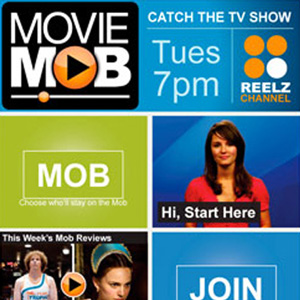 MOVIE
MOB
CATCH THE TV SHOW
Tues
7pm
REELZ
CHANNEL
MOB
Choose who'll stay on the Mob
Hi, Start Here
This Week's Mob Reviews
JOIN